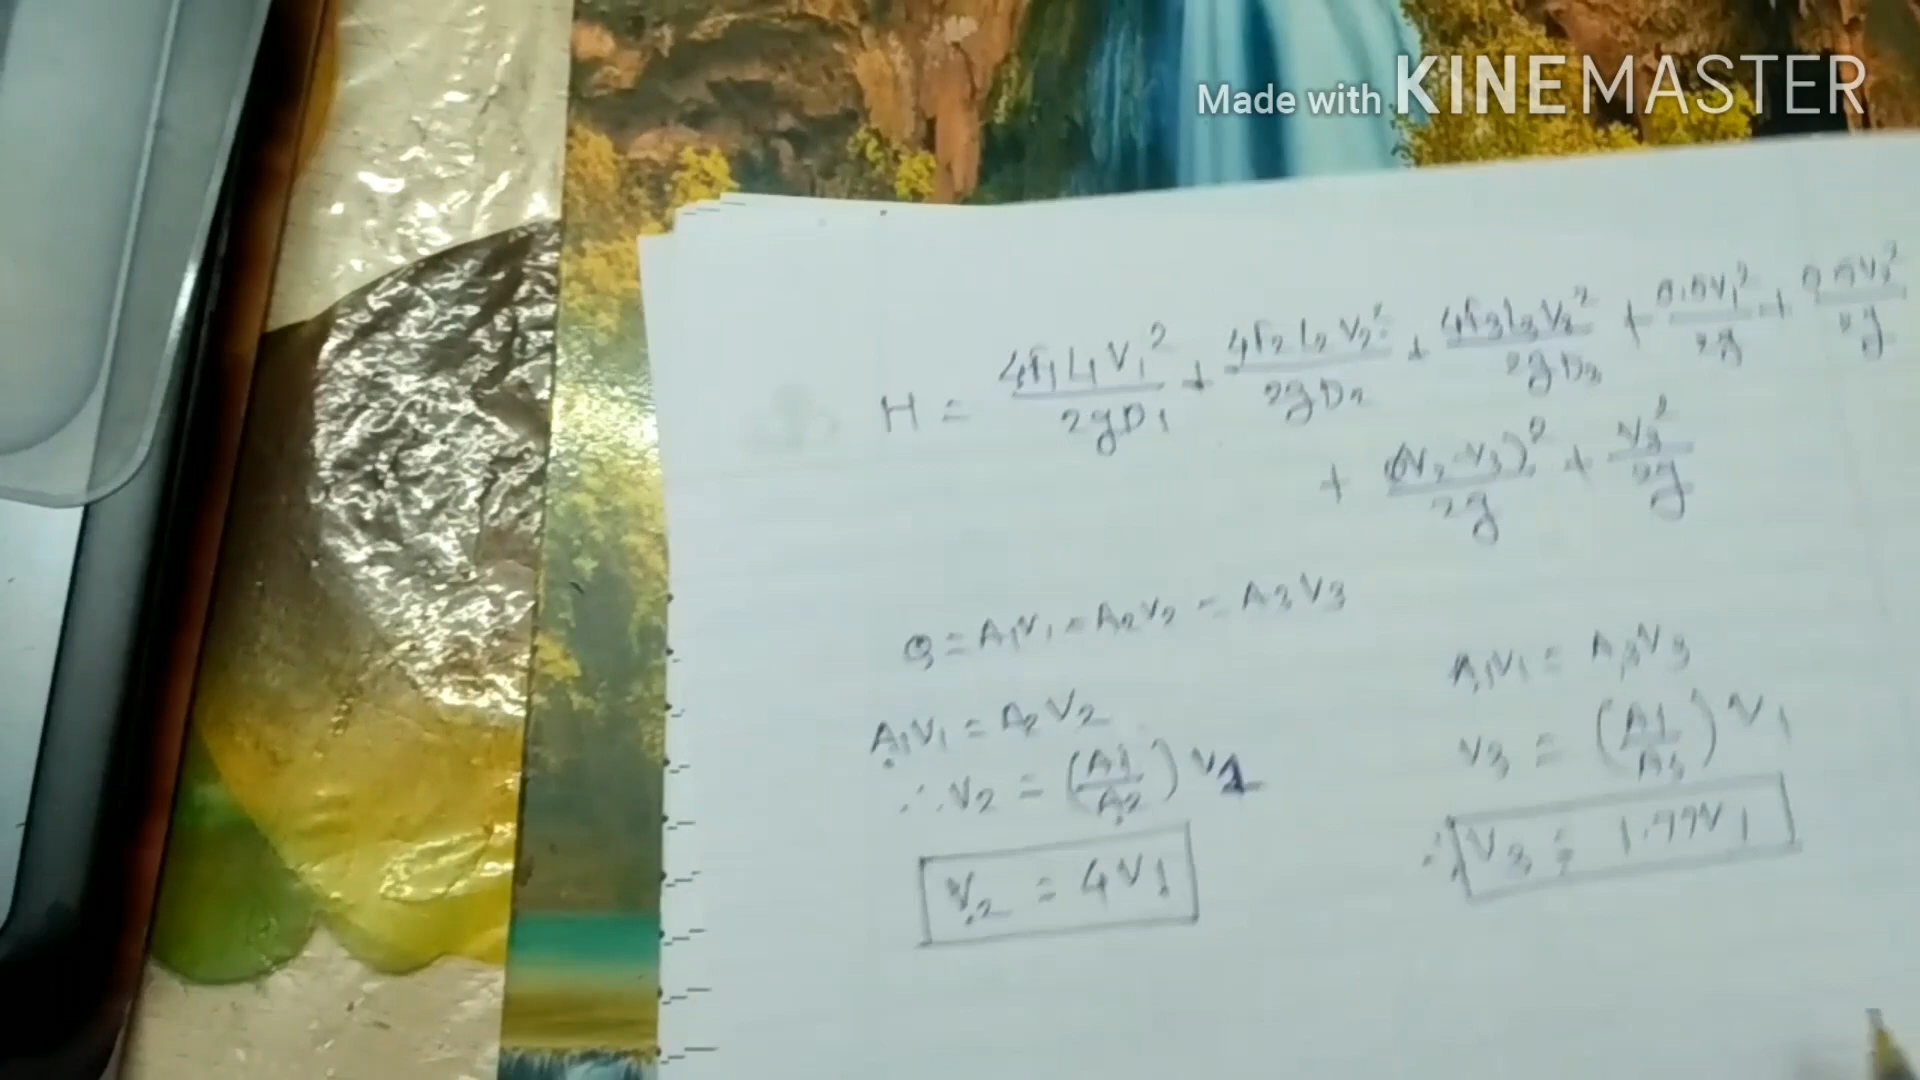 Made with KINEMASTER
H = 4f1L1V1²/2gD1 + 4f2L2V2²/2gD2 + 4f3L3V3²/2gD3 + 0.5V1²/2g + 0.5V2²/2g
+ (V2-V3)²/2g + V3²/2g
Q = A1V1 = A2V2 = A3V3
A1V1 = A2V2
∴ V2 = (A1/A2) V1
V2 = 4V1
A1V1 = A3V3
V3 = (A1/A3) V1
∴ V3 = 1.77V1